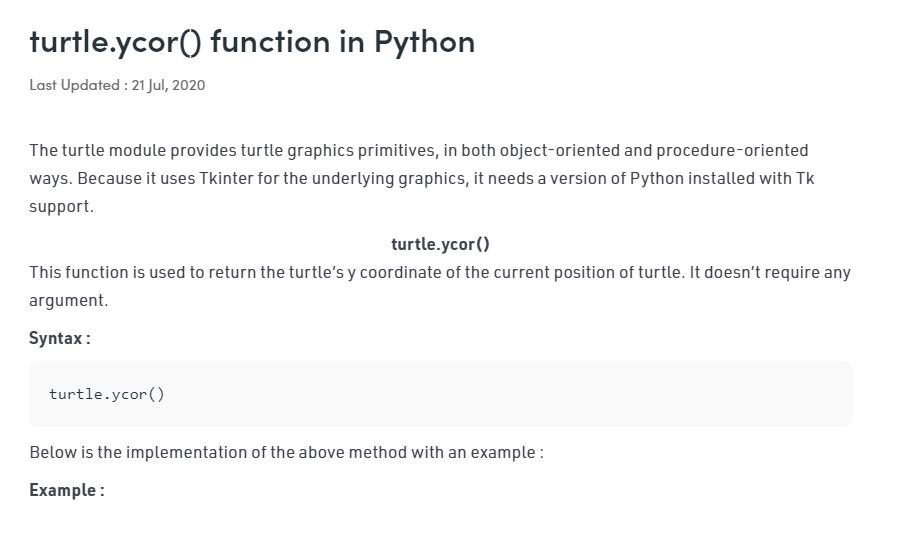 turtle.ycor() function in Python
Last Updated : 21 Jul, 2020
The turtle module provides turtle graphics primitives, in both object-oriented and procedure-oriented
ways. Because it uses Tkinter for the underlying graphics, it needs a version of Python installed with Tk
support.
turtle.ycor()
This function is used to return the turtle’s y coordinate of the current position of turtle. It doesn’t require any
argument.
Syntax :
turtle.ycor()
Below is the implementation of the above method with an example :
Example :